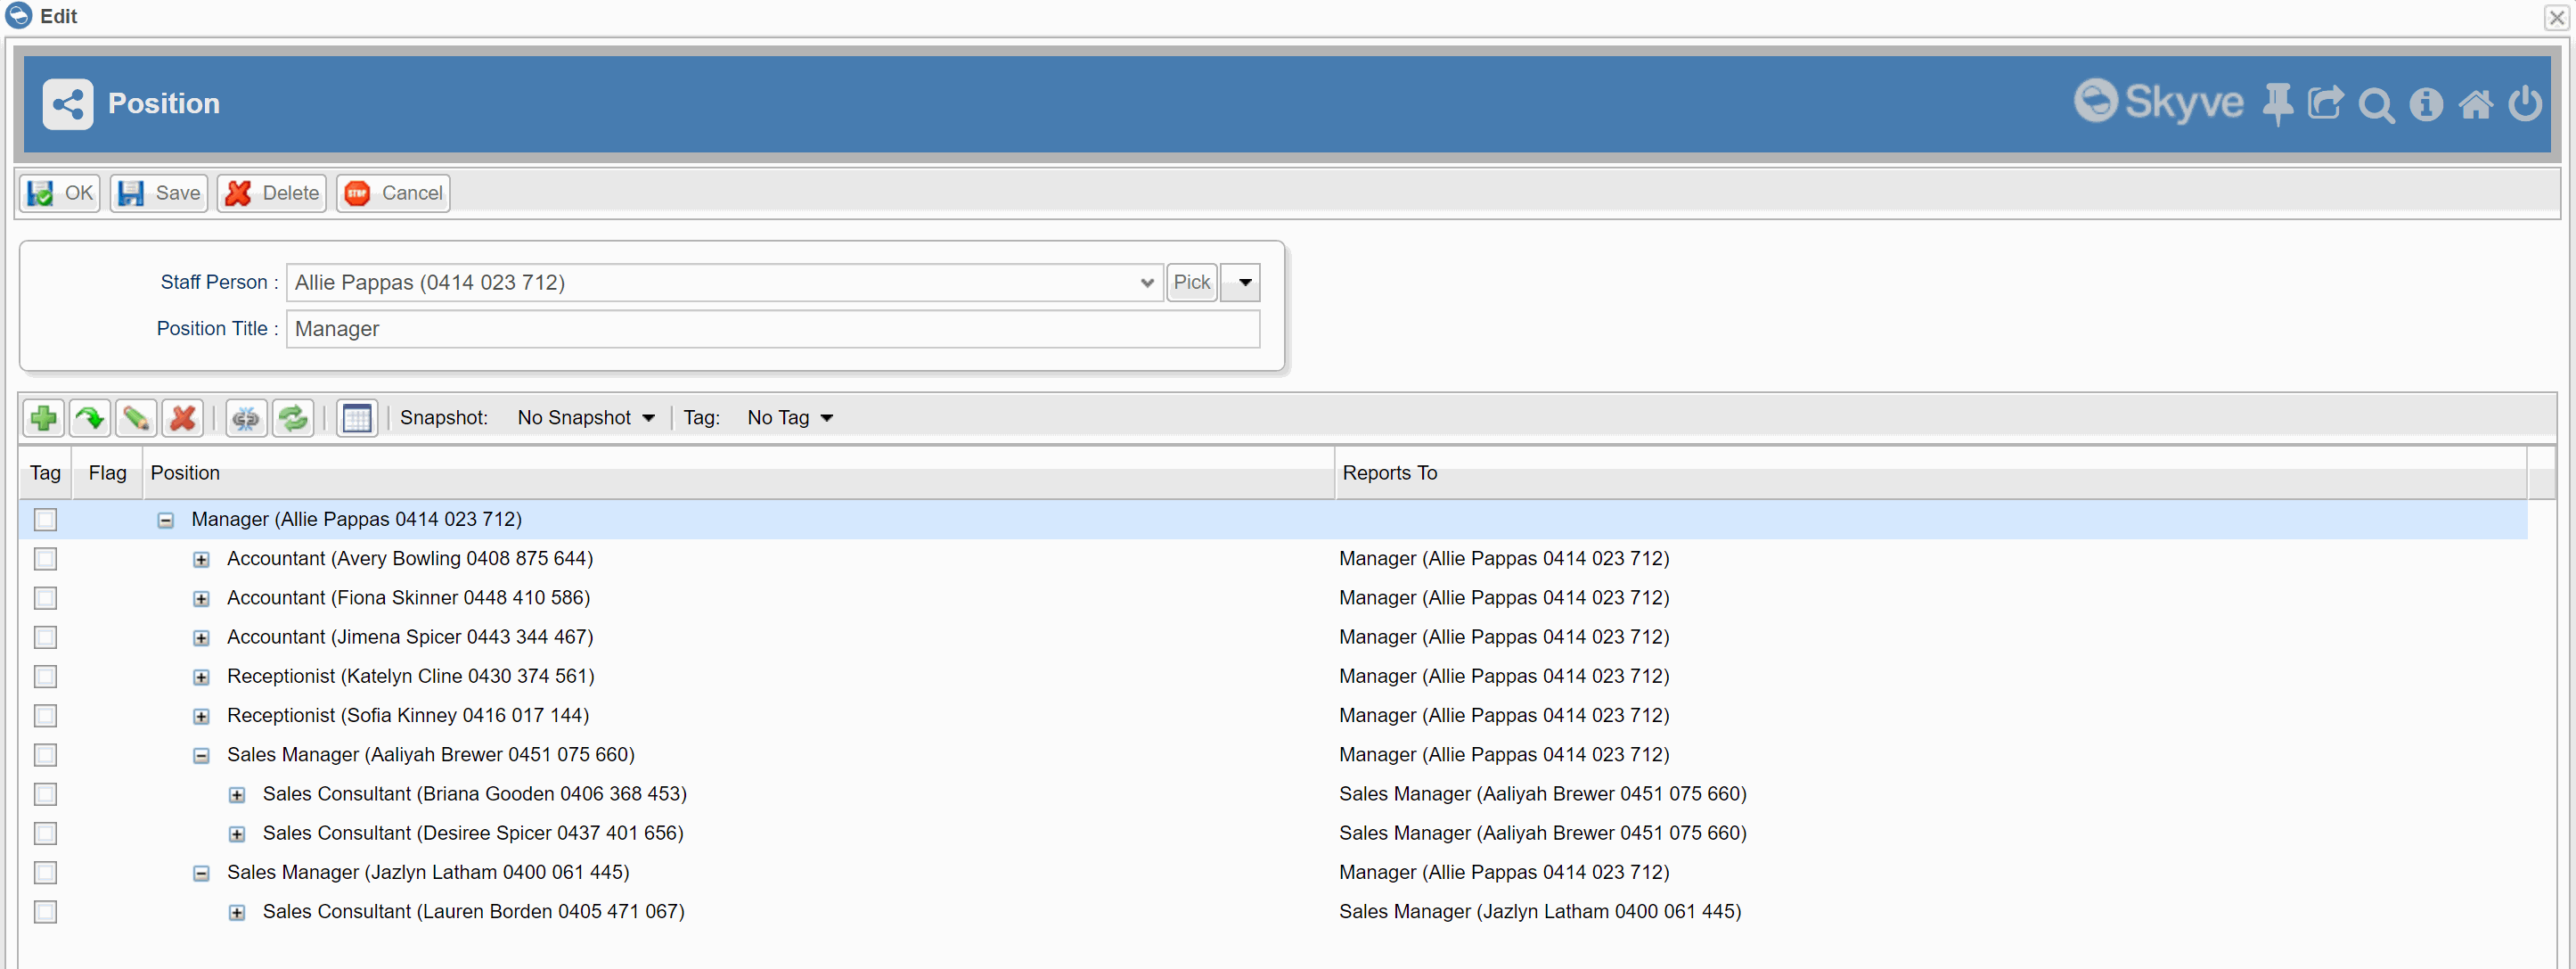 Edit
Position
Skyve
OK Save Delete STOP Cancel
Staff Person : Allie Pappas (0414 023 712) Pick
Position Title : Manager
Snapshot: No Snapshot Tag: No Tag
Tag Flag Position Reports To
Manager (Allie Pappas 0414 023 712)
Accountant (Avery Bowling 0408 875 644) Manager (Allie Pappas 0414 023 712)
Accountant (Fiona Skinner 0448 410 586) Manager (Allie Pappas 0414 023 712)
Accountant (Jimena Spicer 0443 344 467) Manager (Allie Pappas 0414 023 712)
Receptionist (Katelyn Cline 0430 374 561) Manager (Allie Pappas 0414 023 712)
Receptionist (Sofia Kinney 0416 017 144) Manager (Allie Pappas 0414 023 712)
Sales Manager (Aaliyah Brewer 0451 075 660) Manager (Allie Pappas 0414 023 712)
Sales Consultant (Briana Gooden 0406 368 453) Sales Manager (Aaliyah Brewer 0451 075 660)
Sales Consultant (Desiree Spicer 0437 401 656) Sales Manager (Aaliyah Brewer 0451 075 660)
Sales Manager (Jazlyn Latham 0400 061 445) Manager (Allie Pappas 0414 023 712)
Sales Consultant (Lauren Borden 0405 471 067) Sales Manager (Jazlyn Latham 0400 061 445)